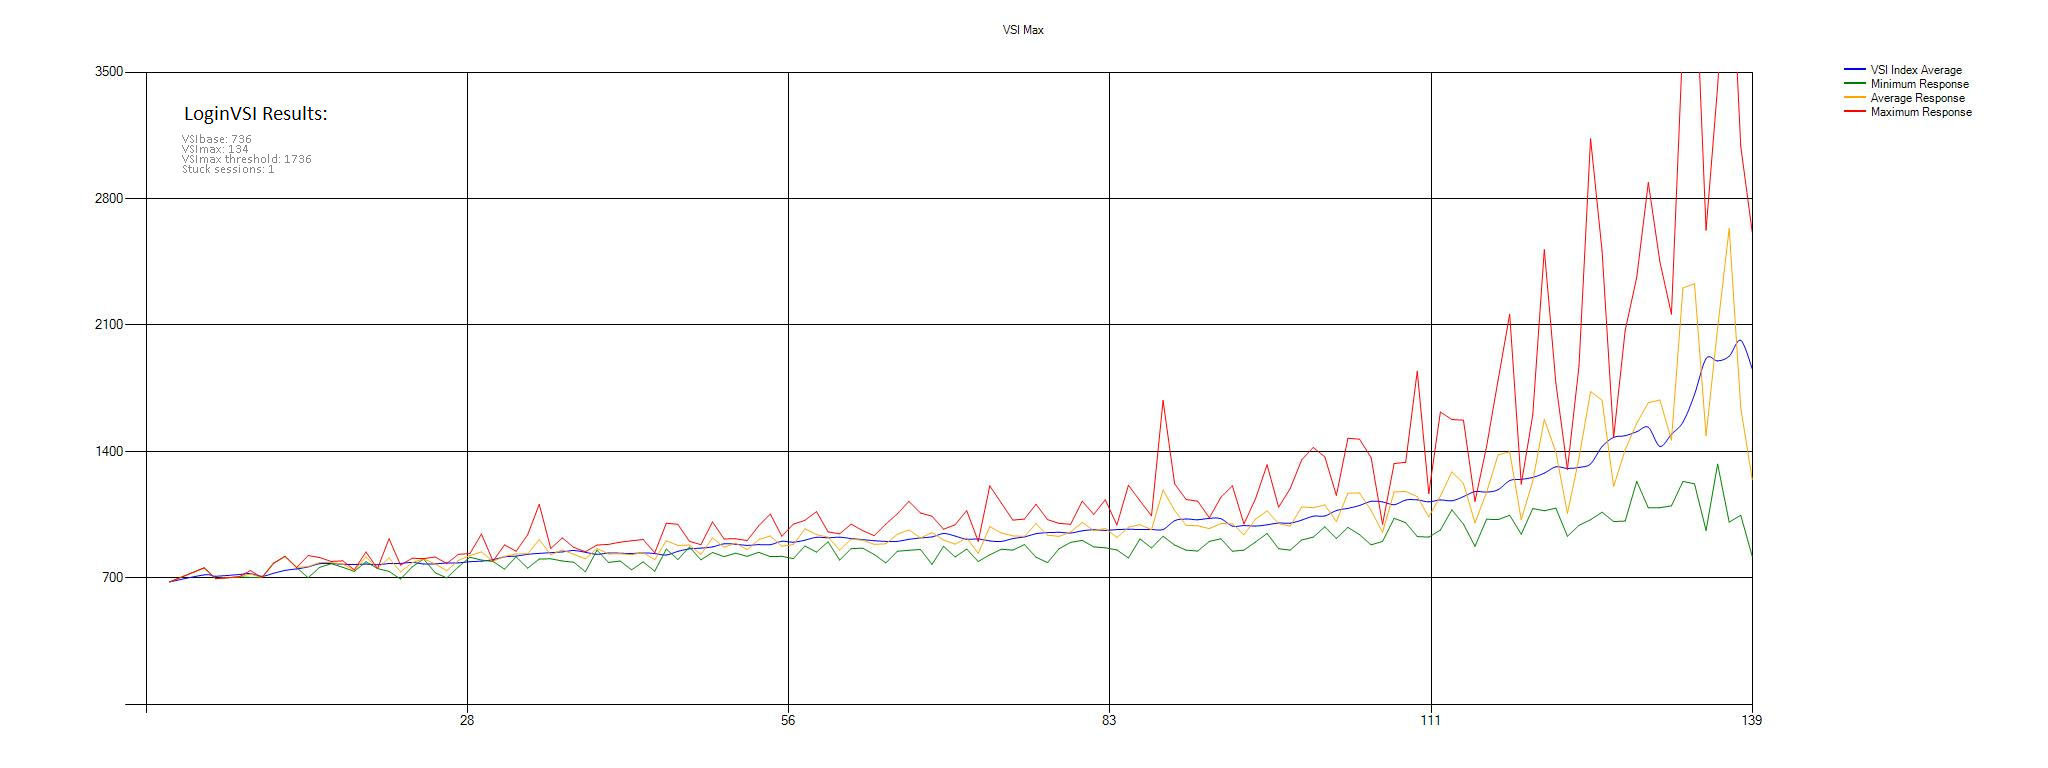 VSI Max
3500
2800
2100
1400
700
LoginVSI Results:
VSIbase: 736
VSImax: 134
VSImax threshold: 1736
Stuck sessions: 1
VSI Index Average
Minimum Response
Average Response
Maximum Response
28 56 83 111 139